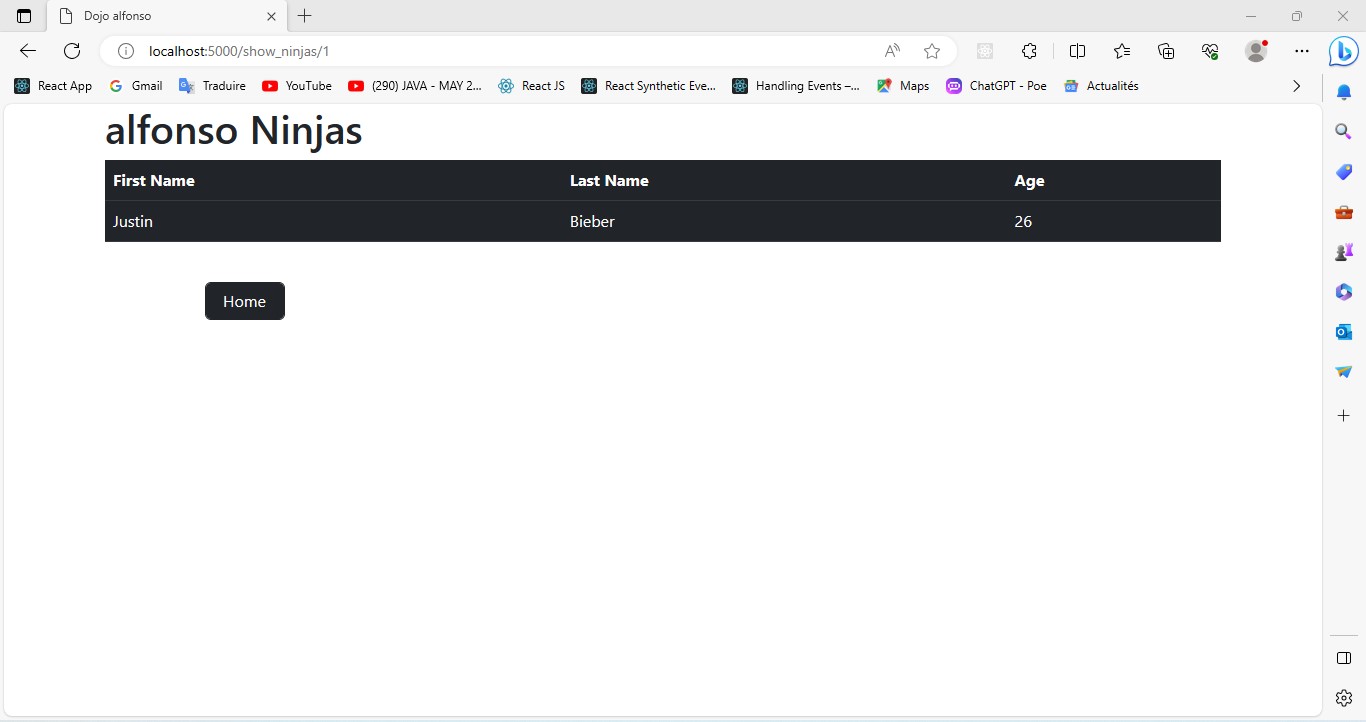 Dojo alfonso
localhost:5000/show_ninjas/1
React App Gmail Traduire YouTube (290) JAVA - MAY 2... React JS React Synthetic Eve... Handling Events –... Maps ChatGPT - Poe Actualités
alfonso Ninjas
First Name Last Name Age
Justin Bieber 26
Home